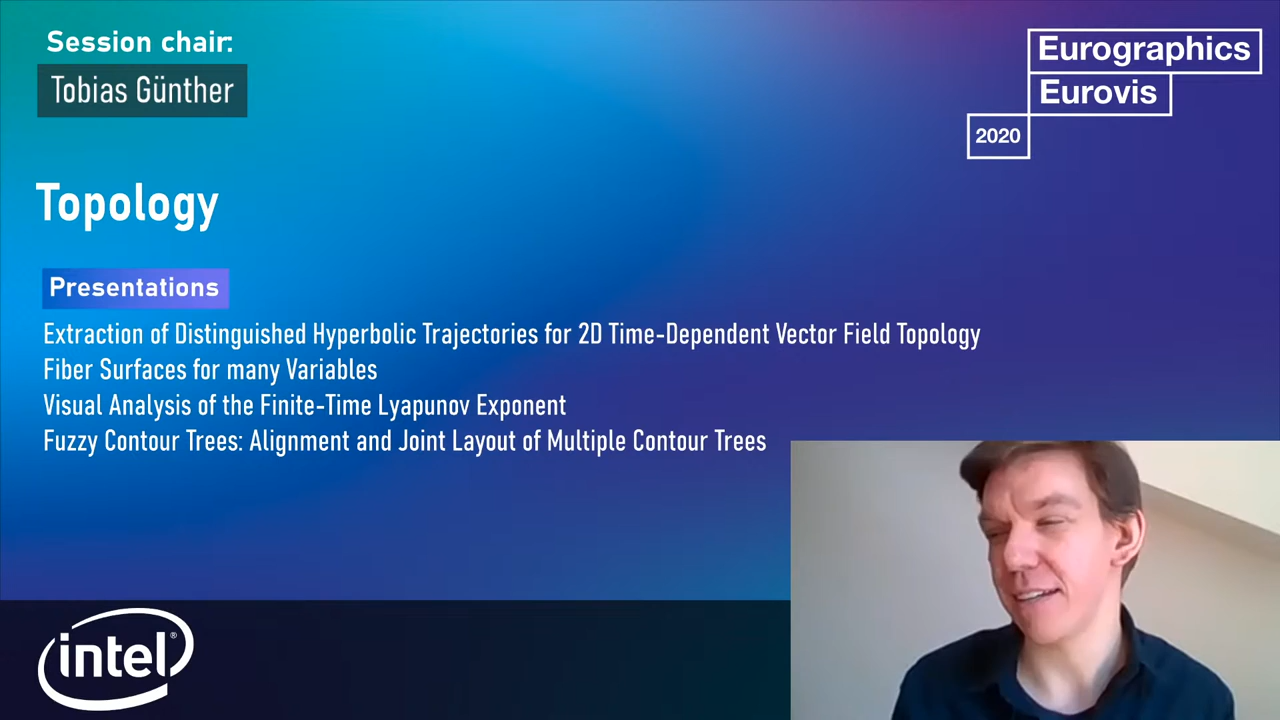 Session chair:
Tobias Günther
Eurographics
Eurovis
2020
Topology
Presentations
Extraction of Distinguished Hyperbolic Trajectories for 2D Time-Dependent Vector Field Topology
Fiber Surfaces for many Variables
Visual Analysis of the Finite-Time Lyapunov Exponent
Fuzzy Contour Trees: Alignment and Joint Layout of Multiple Contour Trees
intel®